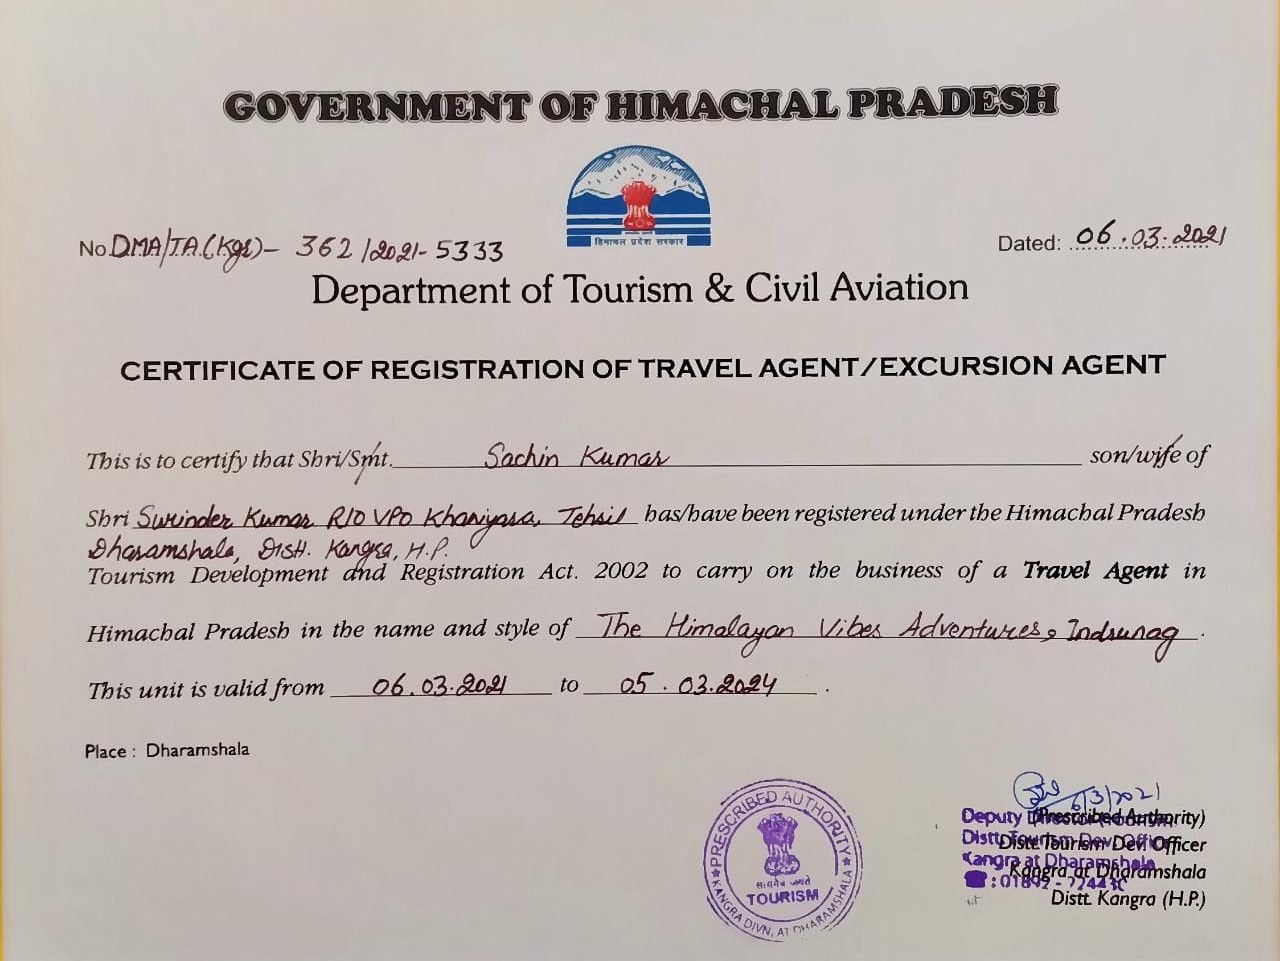 GOVERNMENT OF HIMACHAL PRADESH
हिमाचल प्रदेश सरकार
No.DMA/TA.(Kgr)- 362/2021-5333
Dated: 06.03.2021
Department of Tourism & Civil Aviation
CERTIFICATE OF REGISTRATION OF TRAVEL AGENT/EXCURSION AGENT
This is to certify that Shri/Smt. Sachin Kumar son/wife of
Shri Surinder Kumar R/O VPO Khaniyara, Tehsil has/have been registered under the Himachal Pradesh
Dharamshala, Distt. Kangra, H.P.
Tourism Development and Registration Act. 2002 to carry on the business of a Travel Agent in
Himachal Pradesh in the name and style of The Himalayan Vibes Adventures, Indrunag.
This unit is valid from 06.03.2021 to 05.03.2024.
Place : Dharamshala
PRESCRIBED AUTHORITY
सत्यमेव जयते
TOURISM
KANGRA DIVN, AT DHARAMSHALA
6/3/2021
Deputy Director Tourism
(Prescribed Authority)
Distt. Tourism Dev. Officer
Distt. Tourism Dev. Officer
Kangra at Dharamshala
Kangra at Dharamshala
☎:01892-
Distt. Kangra (H.P.)